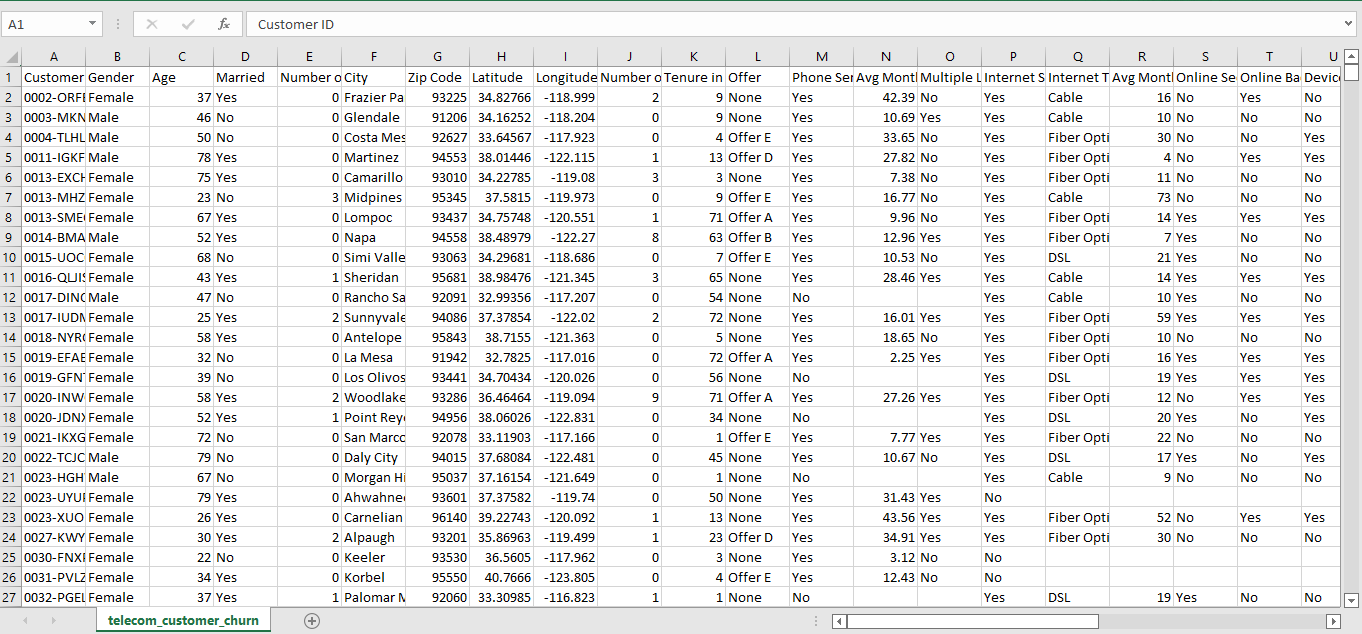 A1 fx Customer ID
A B C D E F G H I J K L M N O P Q R S T U
1 Customer Gender Age Married Number o City Zip Code Latitude Longitude Number o Tenure in Offer Phone Ser Avg Mont Multiple L Internet S Internet T Avg Mont Online Se Online Ba Devic
2 0002-ORF Female 37 Yes 0 Frazier Pa 93225 34.82766 -118.999 2 9 None Yes 42.39 No Yes Cable 16 No Yes No
3 0003-MKN Male 46 No 0 Glendale 91206 34.16252 -118.204 0 9 None Yes 10.69 Yes Yes Cable 10 No No No
4 0004-TLHL Male 50 No 0 Costa Mes 92627 33.64567 -117.923 0 4 Offer E Yes 33.65 No Yes Fiber Opti 30 No No Yes
5 0011-IGKF Male 78 Yes 0 Martinez 94553 38.01446 -122.115 1 13 Offer D Yes 27.82 No Yes Fiber Opti 4 No Yes Yes
6 0013-EXCH Female 75 Yes 0 Camarillo 93010 34.22785 -119.08 3 3 None Yes 7.38 No Yes Fiber Opti 11 No No No
7 0013-MHZ Female 23 No 3 Midpines 95345 37.5815 -119.973 0 9 Offer E Yes 16.77 No Yes Cable 73 No No No
8 0013-SME Female 67 Yes 0 Lompoc 93437 34.75748 -120.551 1 71 Offer A Yes 9.96 No Yes Fiber Opti 14 Yes Yes Yes
9 0014-BMA Male 52 Yes 0 Napa 94558 38.48979 -122.27 8 63 Offer B Yes 12.96 Yes Yes Fiber Opti 7 Yes No No
10 0015-UOC Female 68 No 0 Simi Valle 93063 34.29681 -118.686 0 7 Offer E Yes 10.53 No Yes DSL 21 Yes No No
11 0016-QLJIS Female 43 Yes 1 Sheridan 95681 38.98476 -121.345 3 65 None Yes 28.46 Yes Yes Cable 14 Yes Yes Yes
12 0017-DINC Male 47 No 0 Rancho Sa 92091 32.99356 -117.207 0 54 None No Yes Cable 10 Yes No No
13 0017-IUDM Female 25 Yes 2 Sunnyvale 94086 37.37854 -122.02 2 72 None Yes 16.01 Yes Yes Fiber Opti 59 Yes Yes Yes
14 0018-NYR Female 58 Yes 0 Antelope 95843 38.7155 -121.363 0 5 None Yes 18.65 No Yes Fiber Opti 10 No No No
15 0019-EFAE Female 32 No 0 La Mesa 91942 32.7825 -117.016 0 72 Offer A Yes 2.25 Yes Yes Fiber Opti 16 Yes Yes Yes
16 0019-GFN Female 39 No 0 Los Olivos 93441 34.70434 -120.026 0 56 None No Yes DSL 19 Yes Yes Yes
17 0020-INW Female 58 Yes 2 Woodlake 93286 36.46464 -119.094 9 71 Offer A Yes 27.26 Yes Yes Fiber Opti 12 No Yes Yes
18 0020-JDNX Female 52 Yes 1 Point Rey 94956 38.06026 -122.831 0 34 None No Yes DSL 20 Yes No Yes
19 0021-IKXG Female 72 No 0 San Marco 92078 33.11903 -117.166 0 1 Offer E Yes 7.77 Yes Yes Fiber Opti 22 No No No
20 0022-TCJC Male 79 No 0 Daly City 94015 37.68084 -122.481 0 45 None Yes 10.67 No Yes DSL 17 Yes No Yes
21 0023-HGH Male 67 No 0 Morgan Hi 95037 37.16154 -121.649 0 1 None No Yes Cable 9 No No No
22 0023-UYU Female 79 Yes 0 Ahwahne 93601 37.37582 -119.74 0 50 None Yes 31.43 Yes No
23 0023-XUO Female 26 Yes 0 Carnelian 96140 39.22743 -120.092 1 13 None Yes 43.56 Yes Yes Fiber Opti 52 No Yes Yes
24 0027-KWY Female 30 Yes 2 Alpaugh 93201 35.86963 -119.499 1 23 Offer D Yes 34.91 Yes Yes Fiber Opti 30 No No No
25 0030-FNX Female 22 No 0 Keeler 93530 36.5605 -117.962 0 3 None Yes 3.12 No No
26 0031-PVLZ Female 34 Yes 0 Korbel 95550 40.7666 -123.805 0 4 Offer E Yes 12.43 No No
27 0032-PGEL Female 37 Yes 1 Palomar M 92060 33.30985 -116.823 1 1 None No Yes DSL 19 Yes No No
telecom_customer_churn